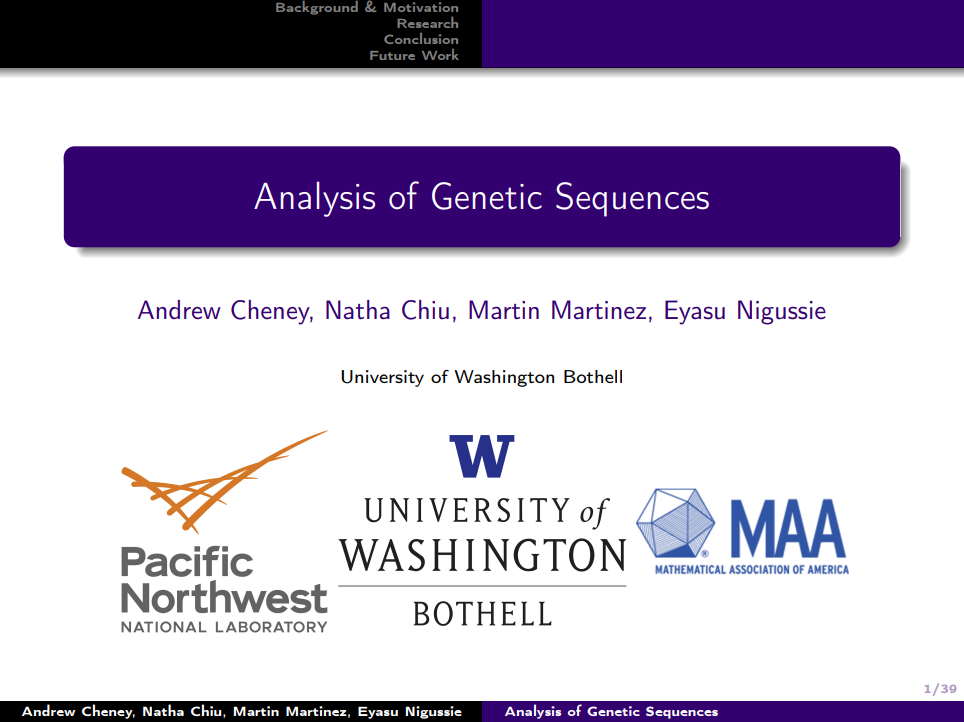 Background & Motivation
Research
Conclusion
Future Work
Analysis of Genetic Sequences
Andrew Cheney, Natha Chiu, Martin Martinez, Eyasu Nigussie
University of Washington Bothell
Pacific
Northwest
NATIONAL LABORATORY
W
UNIVERSITY of
WASHINGTON
BOTHELL
®
MAA
MATHEMATICAL ASSOCIATION OF AMERICA
1/39
Andrew Cheney, Natha Chiu, Martin Martinez, Eyasu Nigussie
Analysis of Genetic Sequences